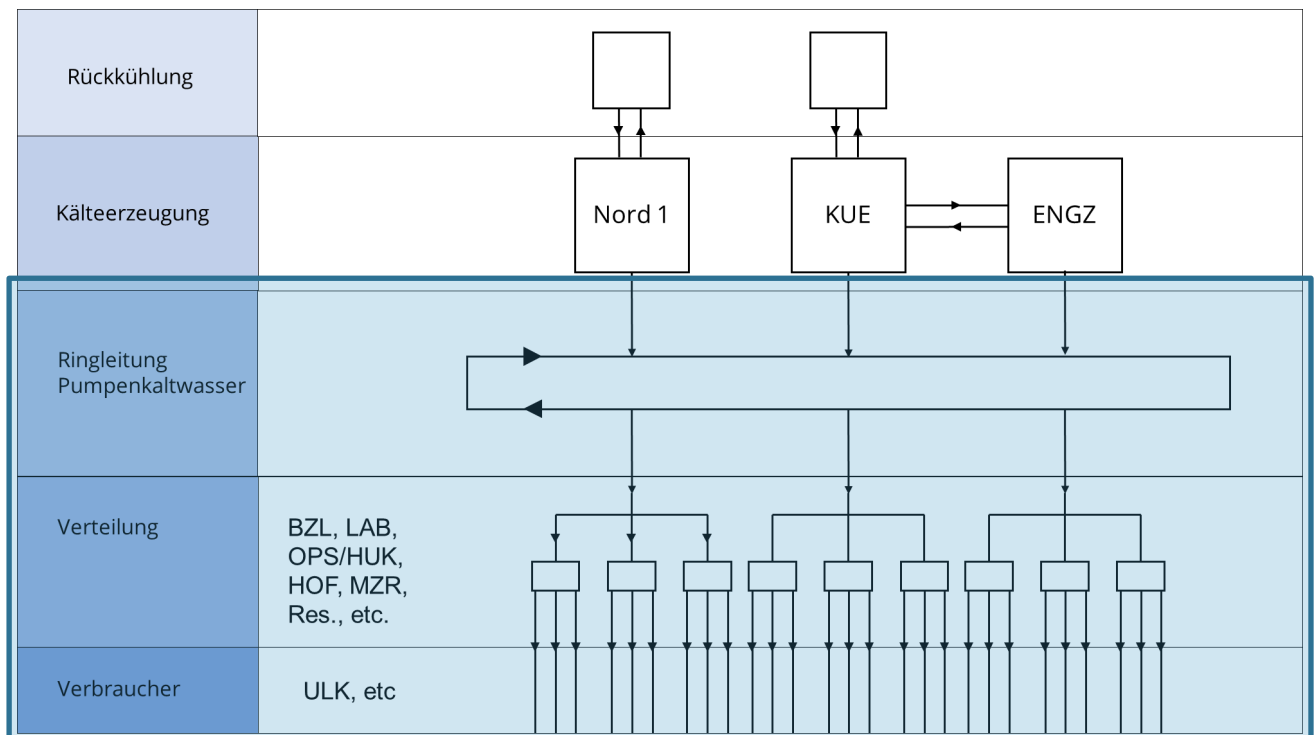 Rückkühlung
Kälteerzeugung
Nord 1
KUE
ENGZ
Ringleitung
Pumpenkaltwasser
Verteilung
BZL, LAB,
OPS/HUK,
HOF, MZR,
Res., etc.
Verbraucher
ULK, etc